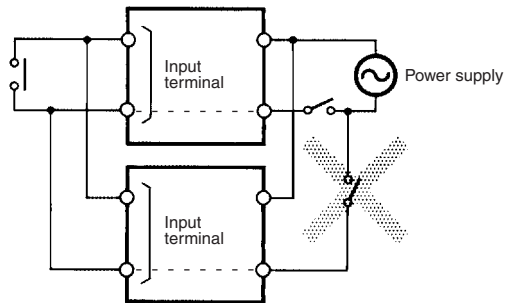 Input
terminal
Power supply
Input
terminal